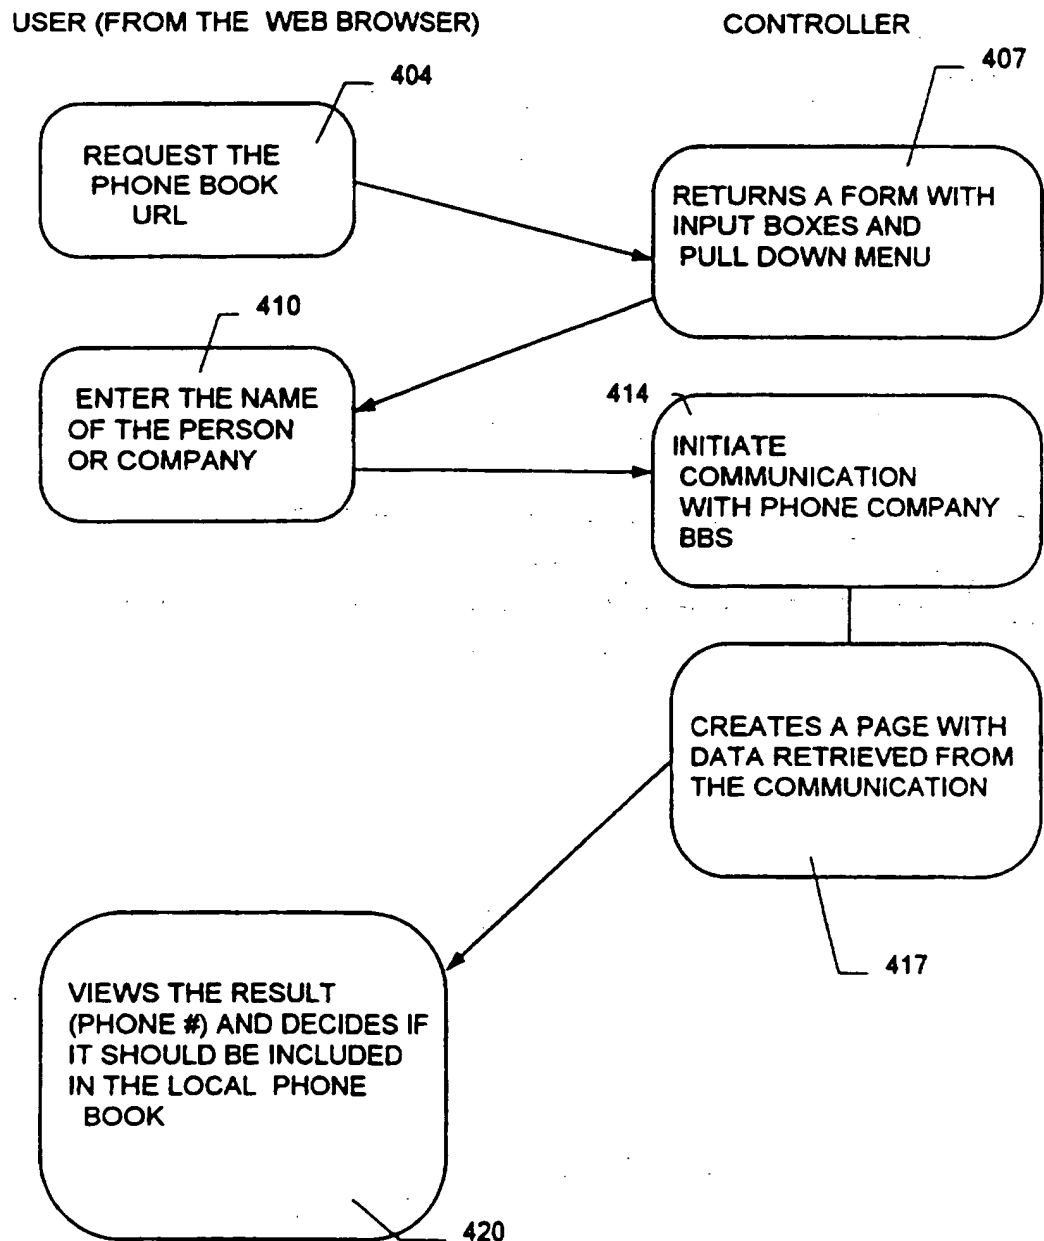 USER (FROM THE WEB BROWSER)
CONTROLLER
404
407
REQUEST THE
PHONE BOOK
URL
RETURNS A FORM WITH
INPUT BOXES AND
PULL DOWN MENU
410
ENTER THE NAME
OF THE PERSON
OR COMPANY
414
INITIATE
COMMUNICATION
WITH PHONE COMPANY
BBS
CREATES A PAGE WITH
DATA RETRIEVED FROM
THE COMMUNICATION
417
VIEWS THE RESULT
(PHONE #) AND DECIDES IF
IT SHOULD BE INCLUDED
IN THE LOCAL PHONE
BOOK
420